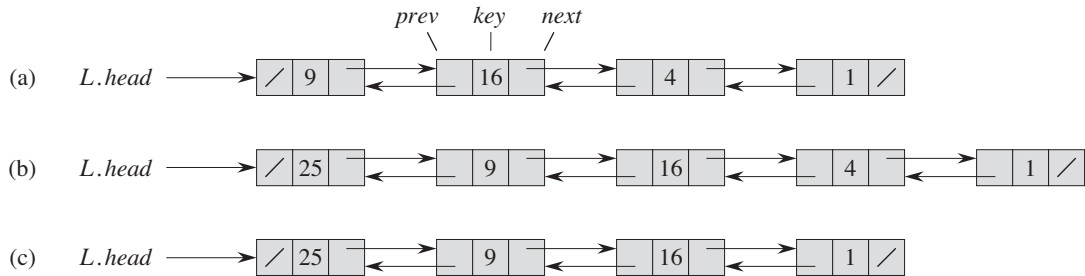 prev key next
(a) L.head / 9 16 4 1 /
(b) L.head / 25 9 16 4 1 /
(c) L.head / 25 9 16 1 /